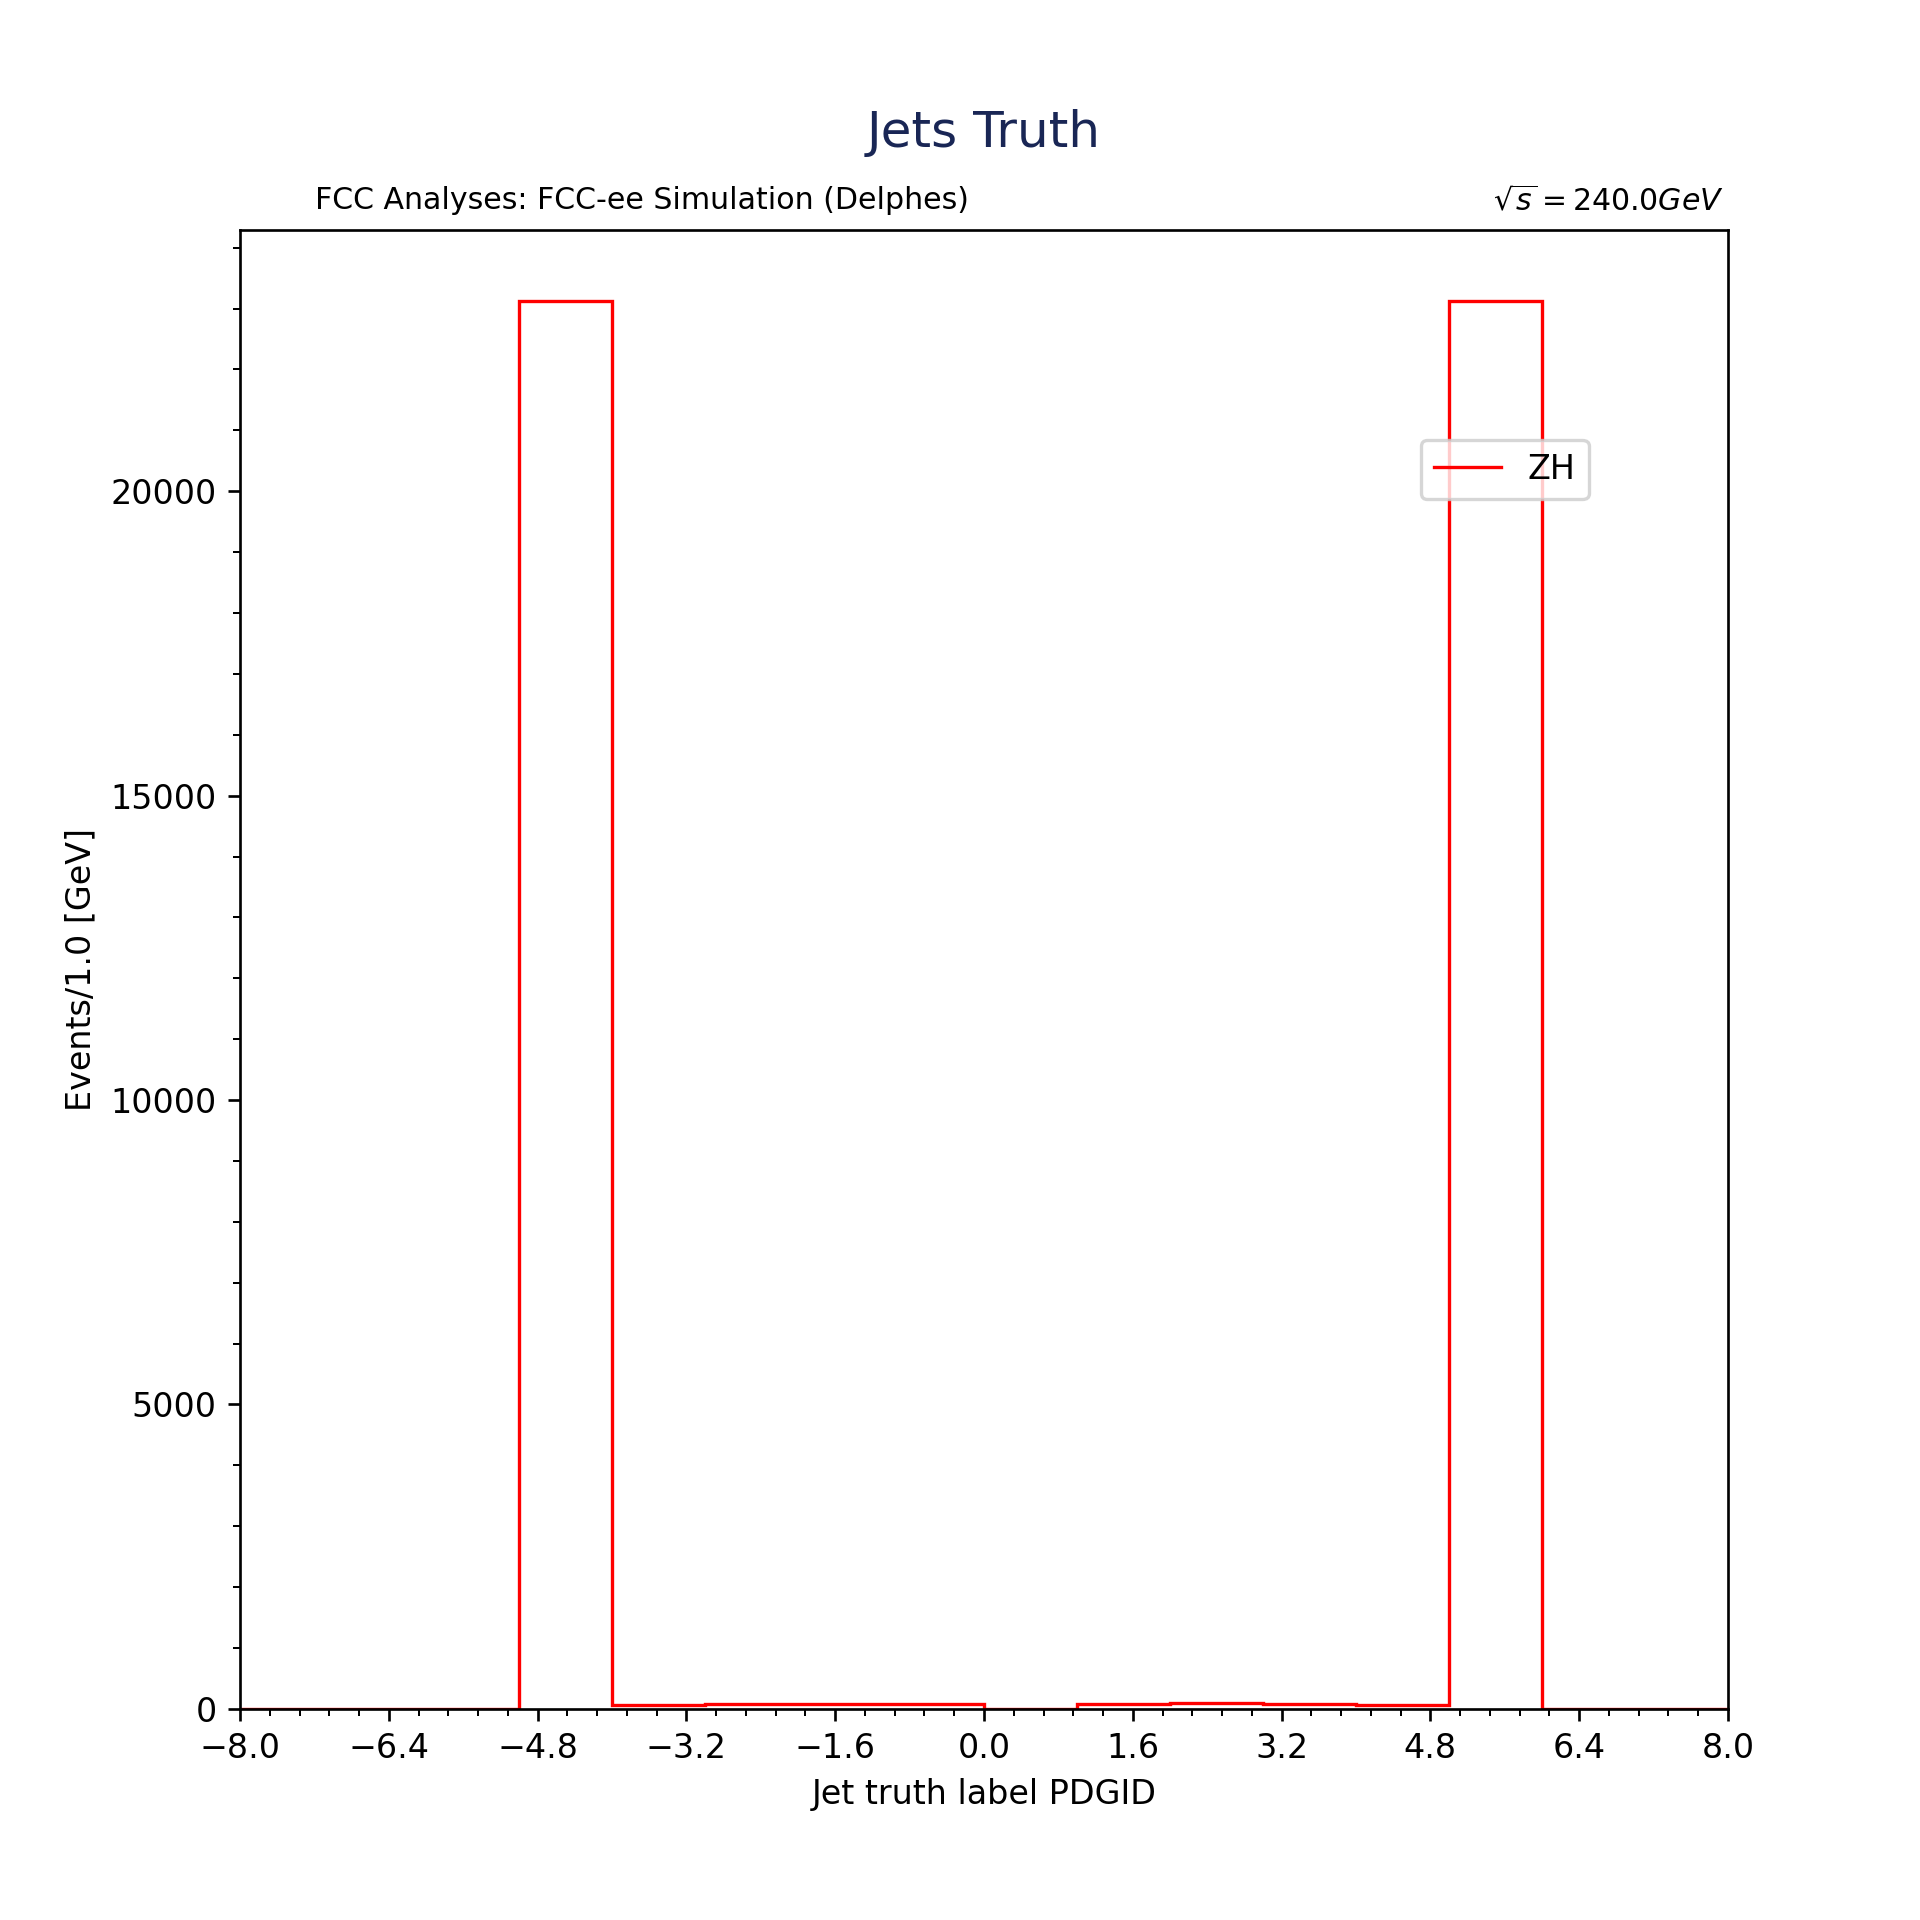 Jets Truth
FCC Analyses: FCC-ee Simulation (Delphes)
√s = 240.0GeV
ZH
20000
15000
10000
5000
0
Events/1.0 [GeV]
−8.0 −6.4 −4.8 −3.2 −1.6 0.0 1.6 3.2 4.8 6.4 8.0
Jet truth label PDGID